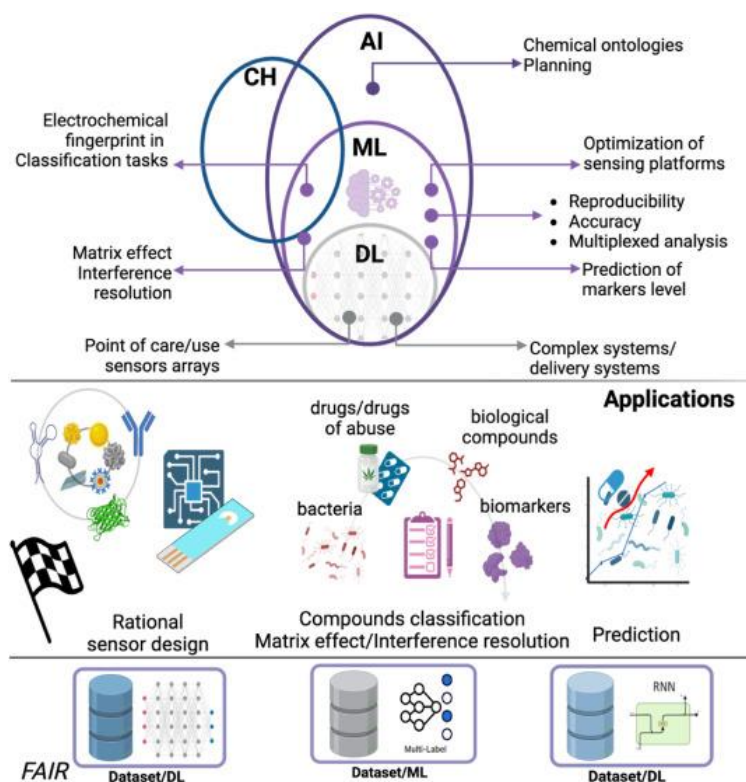 AI
CH
Chemical ontologies
Planning
Electrochemical
fingerprint in
Classification tasks
ML
Optimization of
sensing platforms
• Reproducibility
• Accuracy
• Multiplexed analysis
Matrix effect
Interference
resolution
DL
Prediction of
markers level
Point of care/use
sensors arrays
Complex systems/
delivery systems
Applications
drugs/drugs
of abuse
biological
compounds
bacteria
biomarkers
Rational
sensor design
Compounds classification
Matrix effect/Interference resolution
Prediction
FAIR
Dataset/DL
Multi-Label
Dataset/ML
RNN
Dataset/DL